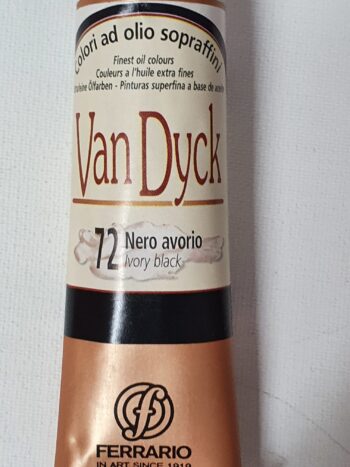 Colori ad olio sopraffini
Finest oil colours
Couleurs a l'huile extra fines
Ölfarben - Pinturas superfina a base de
Van Dyck
72 Nero avorio
Ivory black
FERRARIO
IN ART SINCE 1919